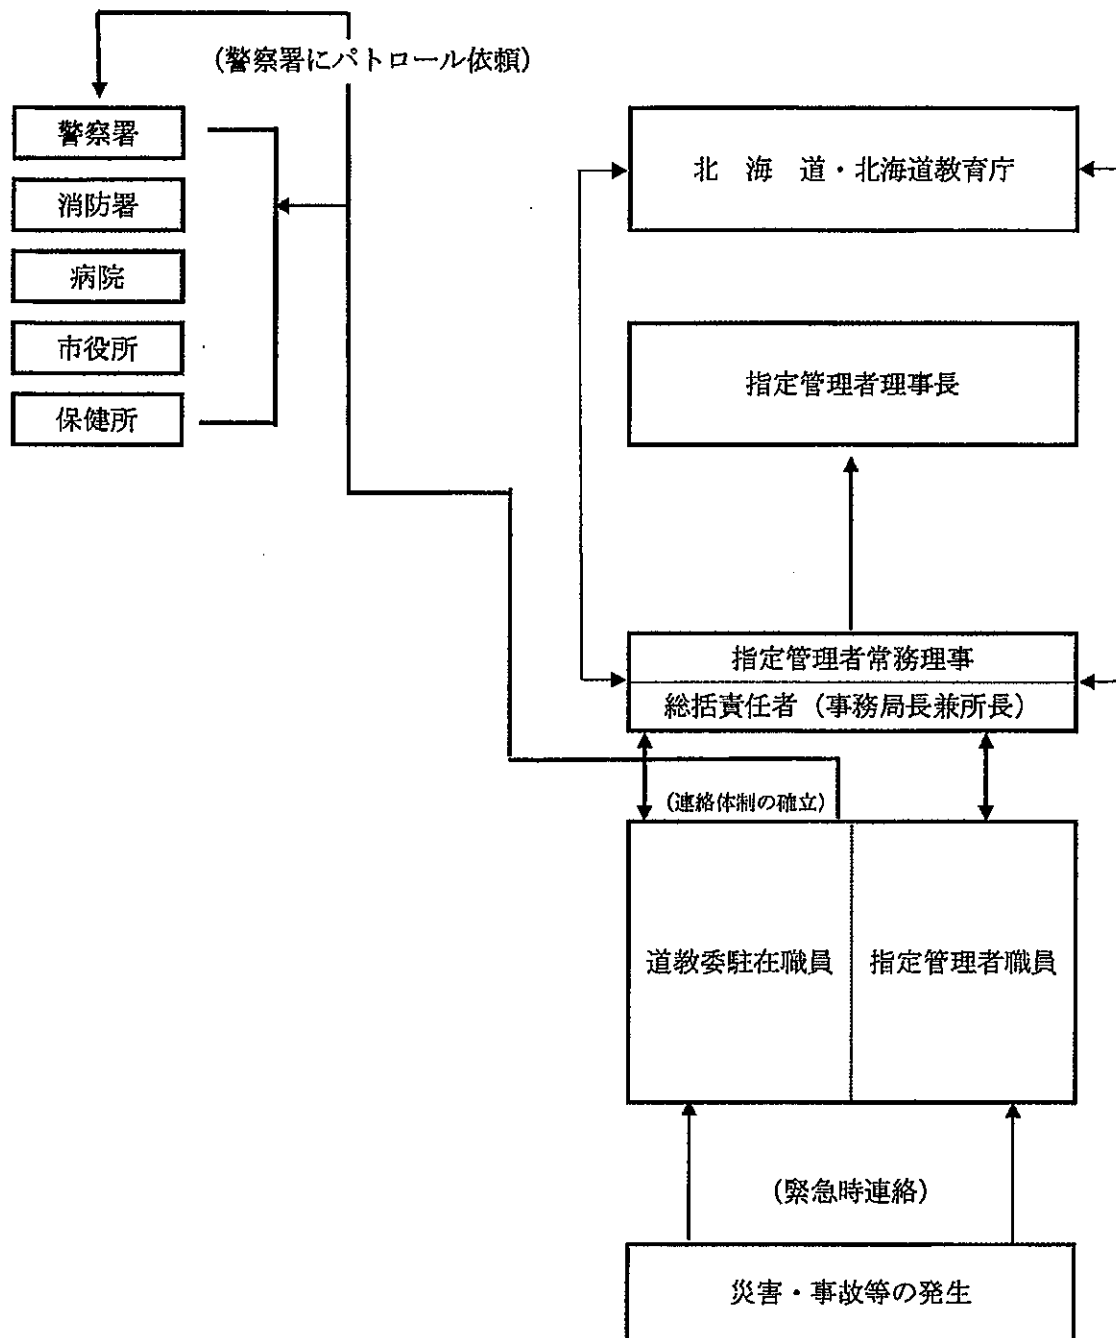 (警察署にパトロール依頼)
警察署
消防署
病院
市役所
保健所
北　海　道・北海道教育庁
指定管理者理事長
指定管理者常務理事
総括責任者（事務局長兼所長）
(連絡体制の確立)
道教委駐在職員
指定管理者職員
(緊急時連絡)
災害・事故等の発生